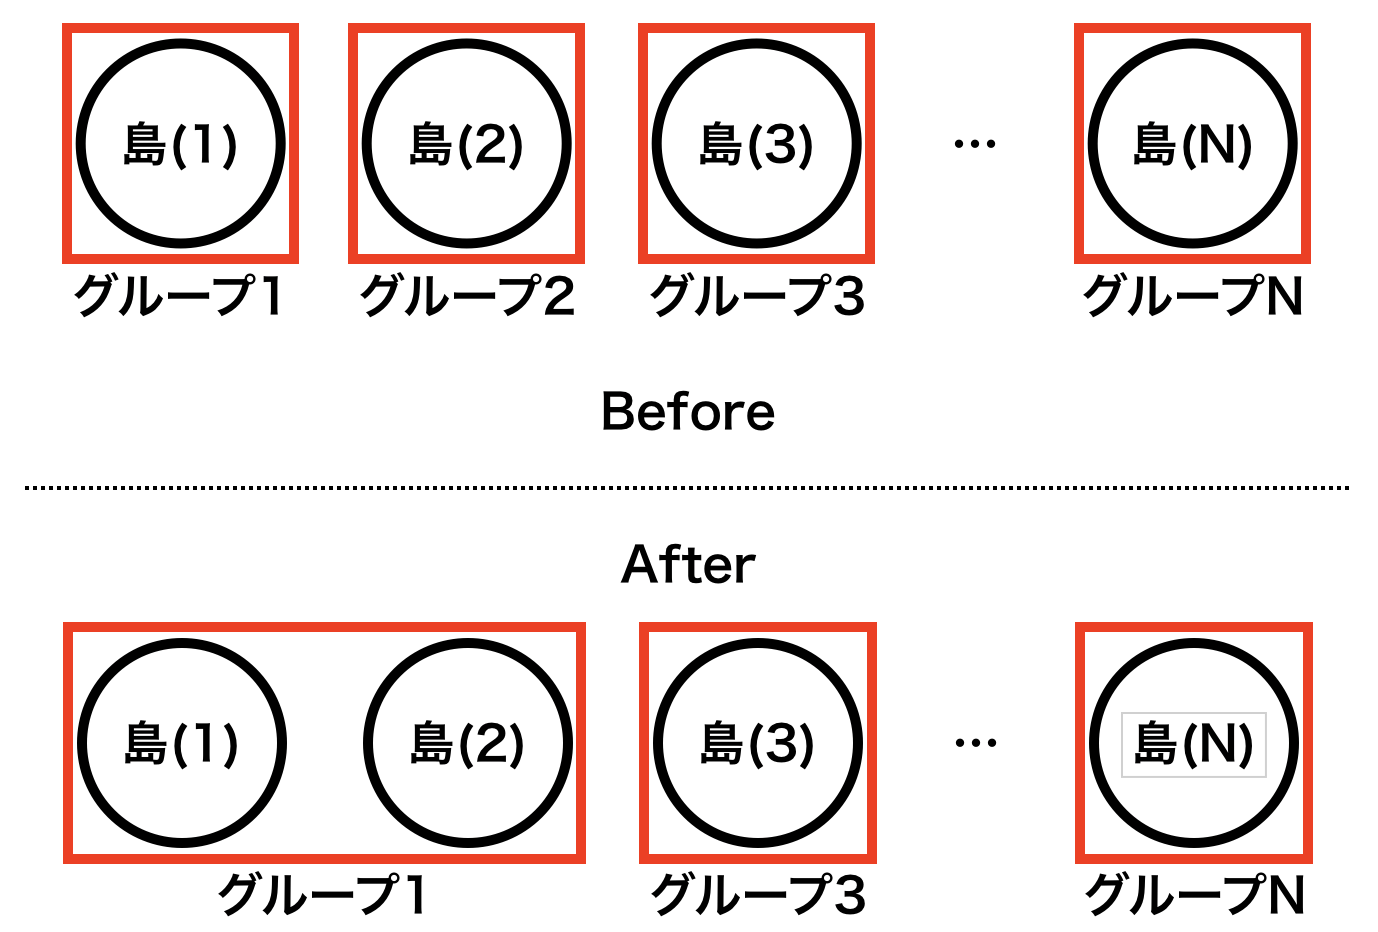 島(1) 島(2) 島(3) … 島(N)
グループ1 グループ2 グループ3 グループN
Before
After
島(1) 島(2) 島(3) … 島(N)
グループ1 グループ3 グループN